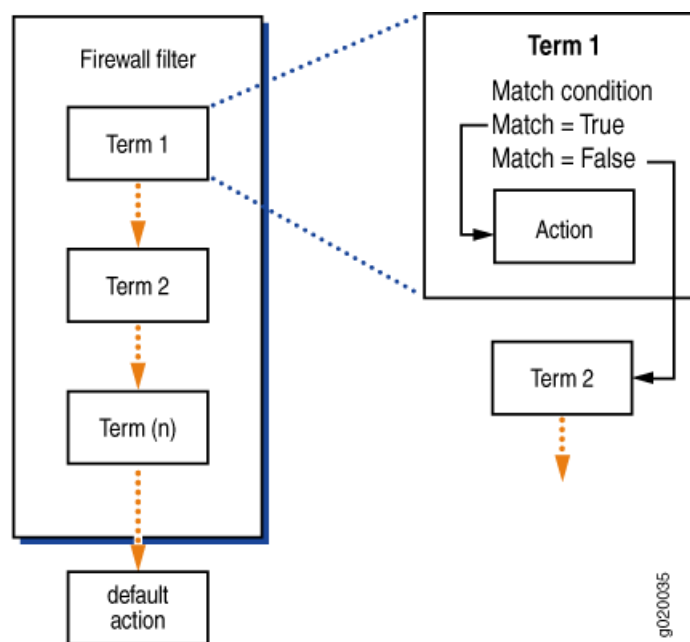 Firewall filter
Term 1
Term 2
Term (n)
default
action
Term 1
Match condition
Match = True
Match = False
Action
Term 2
g020035